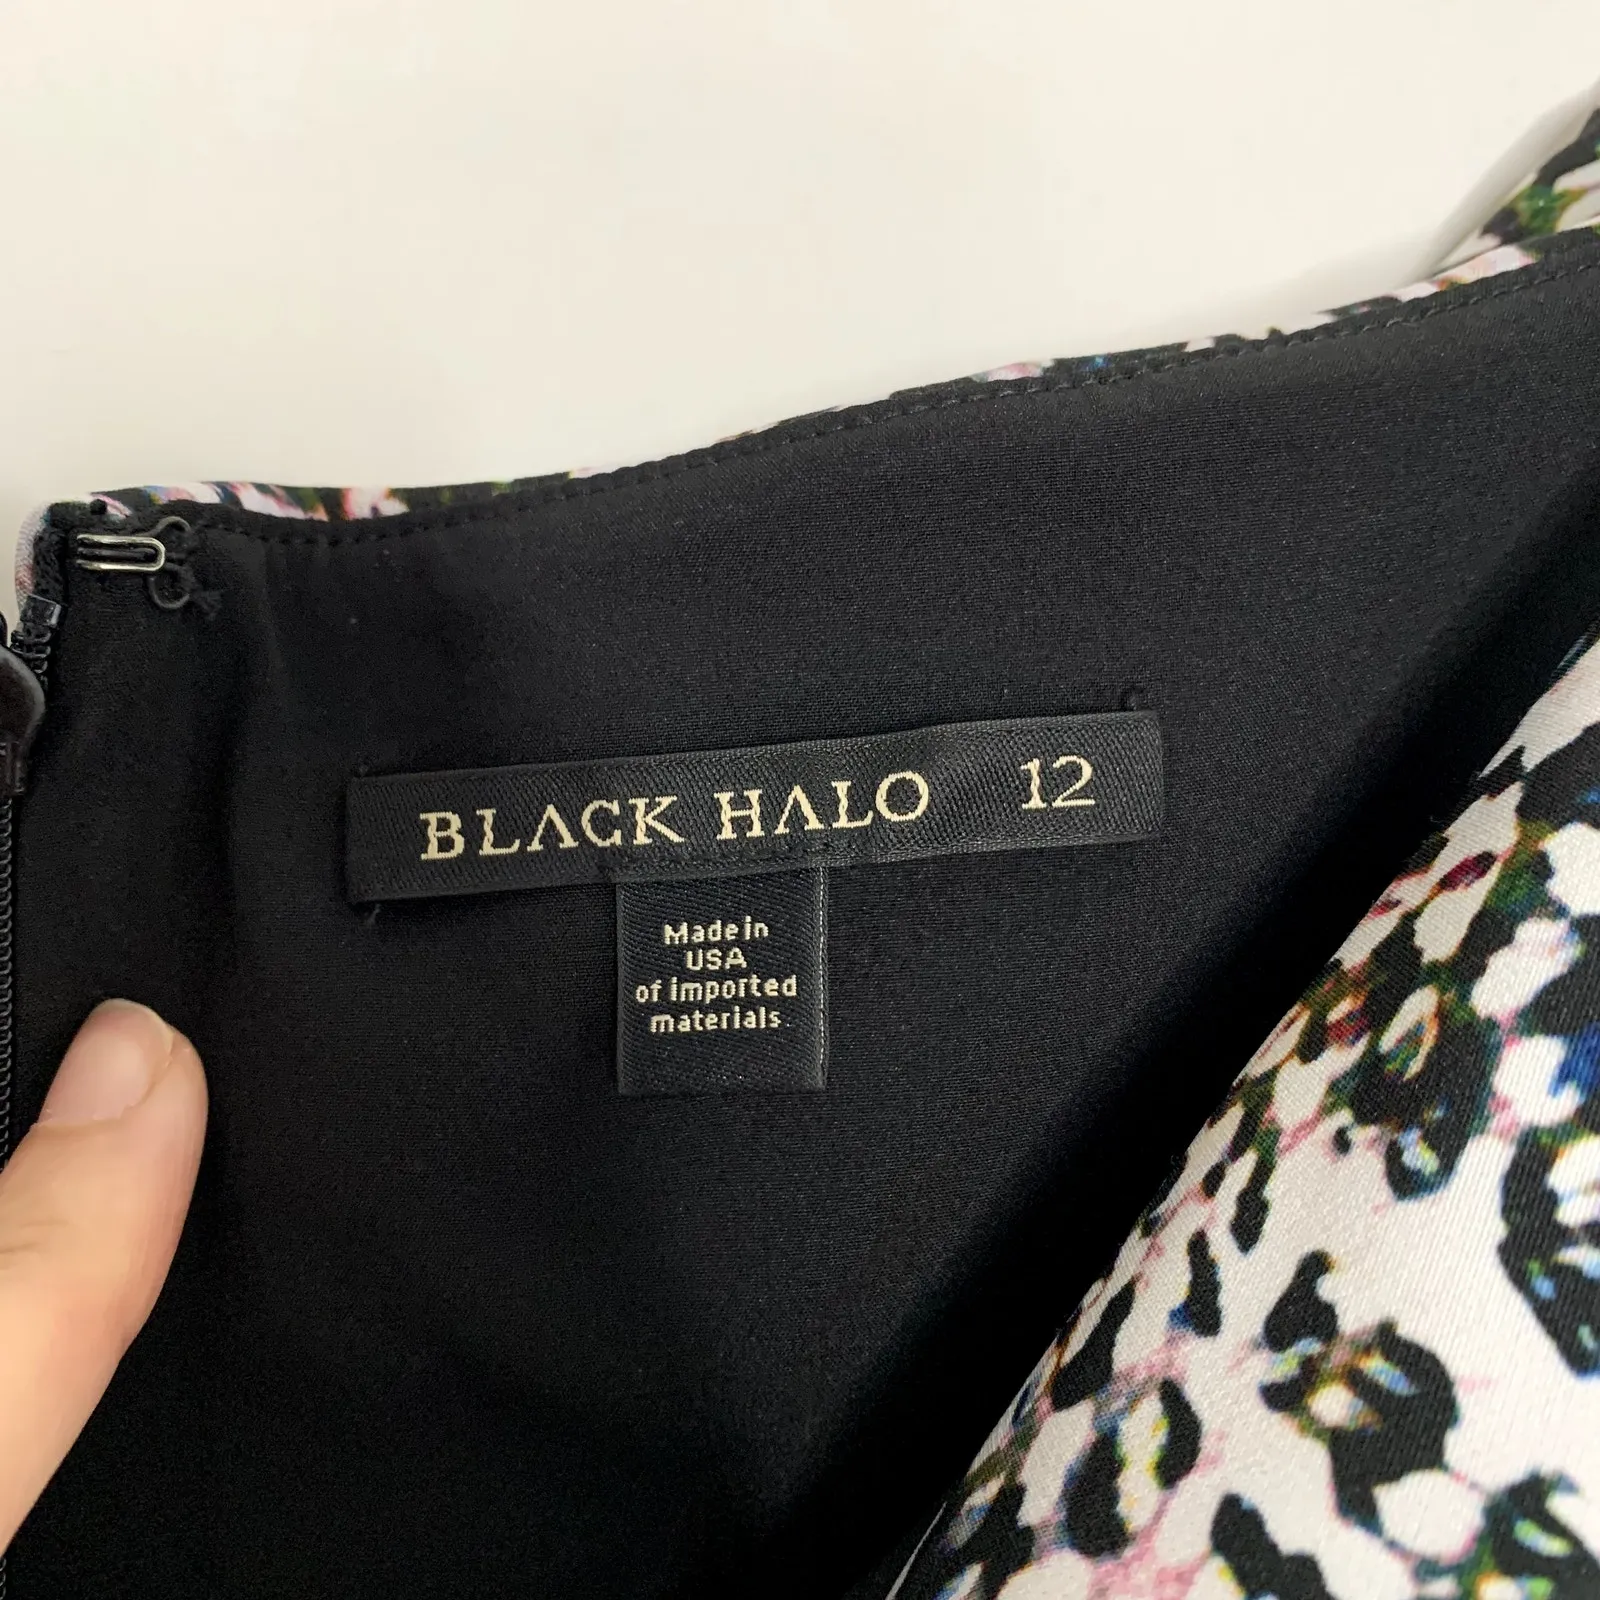 BLACK HALO 12
Made in
USA
of imported
materials.